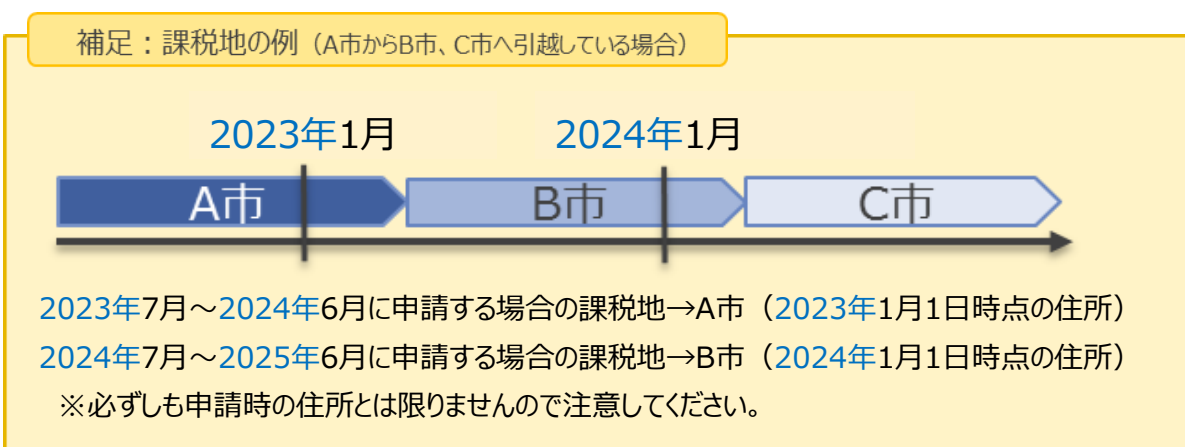 補足：課税地の例（A市からB市、C市へ引越している場合）
2023年1月 2024年1月
A市 B市 C市
2023年7月～2024年6月に申請する場合の課税地→A市（2023年1月1日時点の住所）
2024年7月～2025年6月に申請する場合の課税地→B市（2024年1月1日時点の住所）
※必ずしも申請時の住所とは限りませんので注意してください。